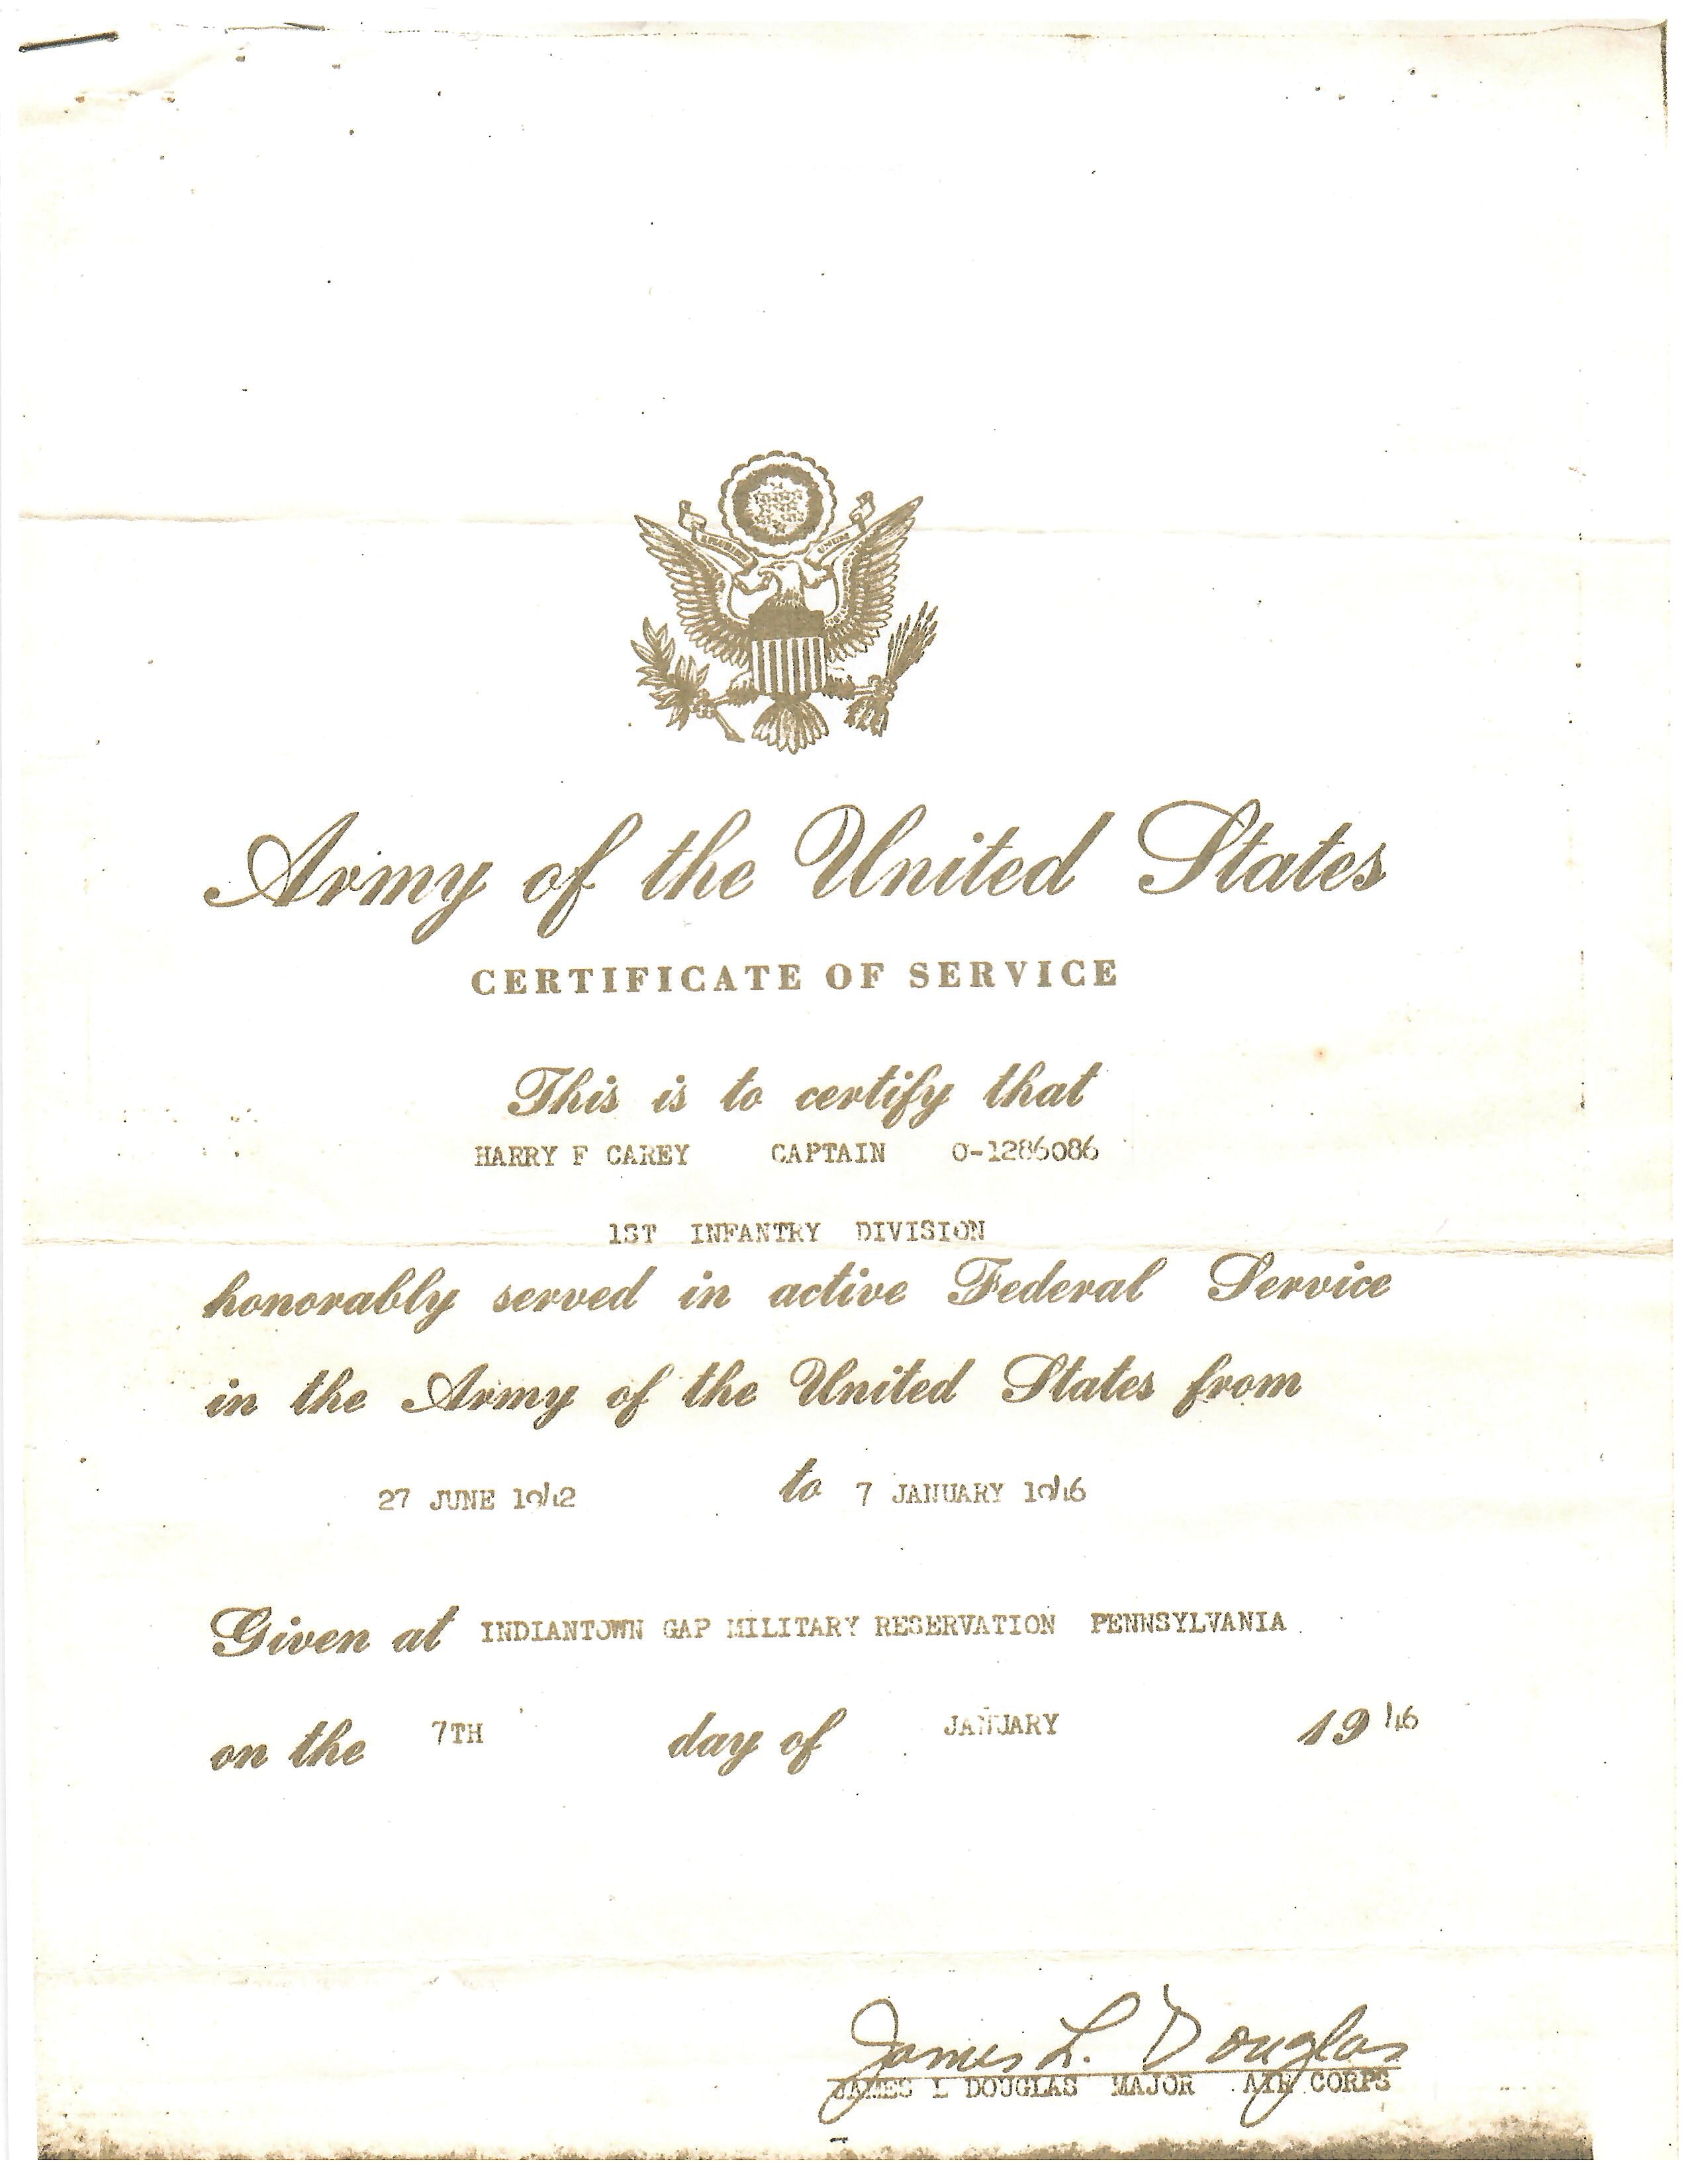 Army of the United States
CERTIFICATE OF SERVICE
This is to certify that
HARRY F CAREY CAPTAIN O-1286086
1ST INFANTRY DIVISION
honorably served in active Federal Service
in the Army of the United States from
27 JUNE 1942 to 7 JANUARY 1946
Given at INDIANTOWN GAP MILITARY RESERVATION PENNSYLVANIA
on the 7TH day of JANUARY 1946
James L. Douglas
JAMES L DOUGLAS MAJOR AIR CORPS